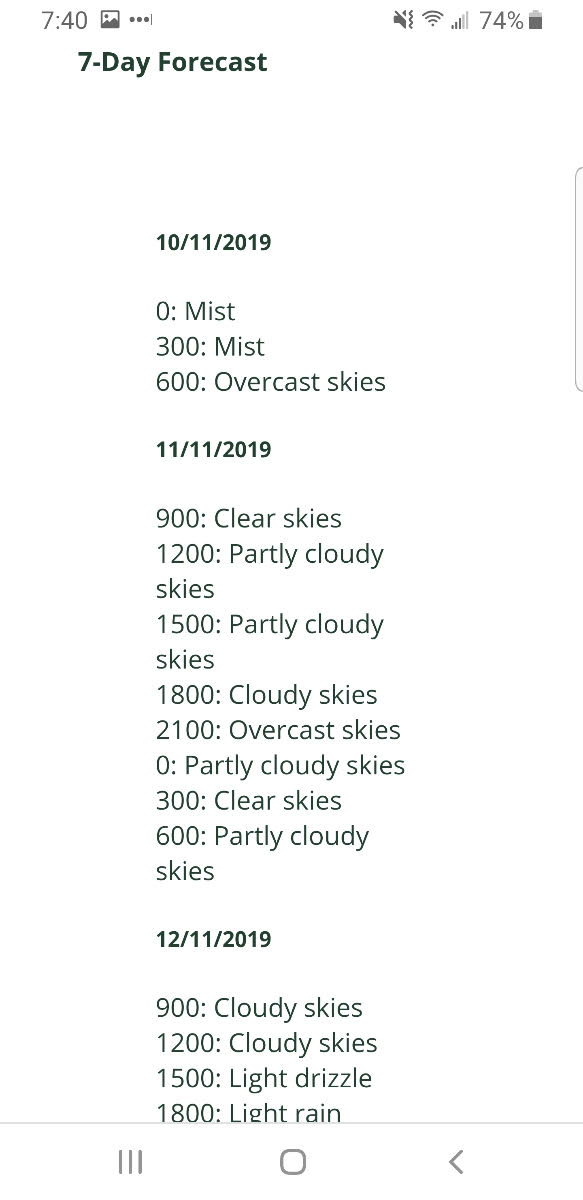 7:40
74%
7-Day Forecast
10/11/2019
0: Mist
300: Mist
600: Overcast skies
11/11/2019
900: Clear skies
1200: Partly cloudy
skies
1500: Partly cloudy
skies
1800: Cloudy skies
2100: Overcast skies
0: Partly cloudy skies
300: Clear skies
600: Partly cloudy
skies
12/11/2019
900: Cloudy skies
1200: Cloudy skies
1500: Light drizzle
1800: Light rain